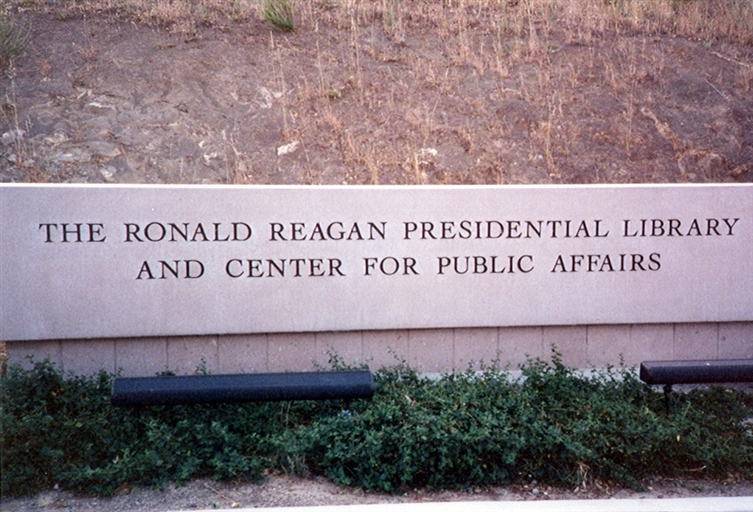 THE RONALD REAGAN PRESIDENTIAL LIBRARY
AND CENTER FOR PUBLIC AFFAIRS